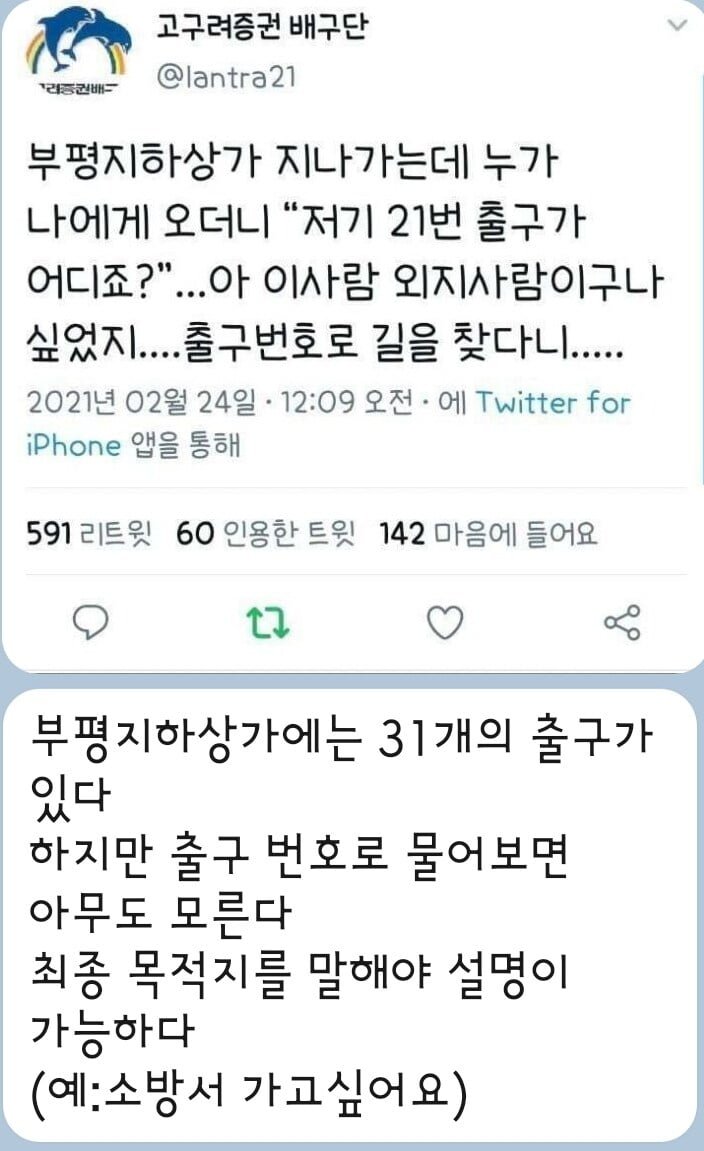 고구려증권 배구단
@lantra21
부평지하상가 지나가는데 누가
나에게 오더니 “저기 21번 출구가
어디죠?”...아 이사람 외지사람이구나
싶었지....출구번호로 길을 찾다니.....
2021년 02월 24일 · 12:09 오전 · 에 Twitter for
iPhone 앱을 통해
591 리트윗 60 인용한 트윗 142 마음에 들어요
부평지하상가에는 31개의 출구가
있다
하지만 출구 번호로 물어보면
아무도 모른다
최종 목적지를 말해야 설명이
가능하다
(예:소방서 가고싶어요)